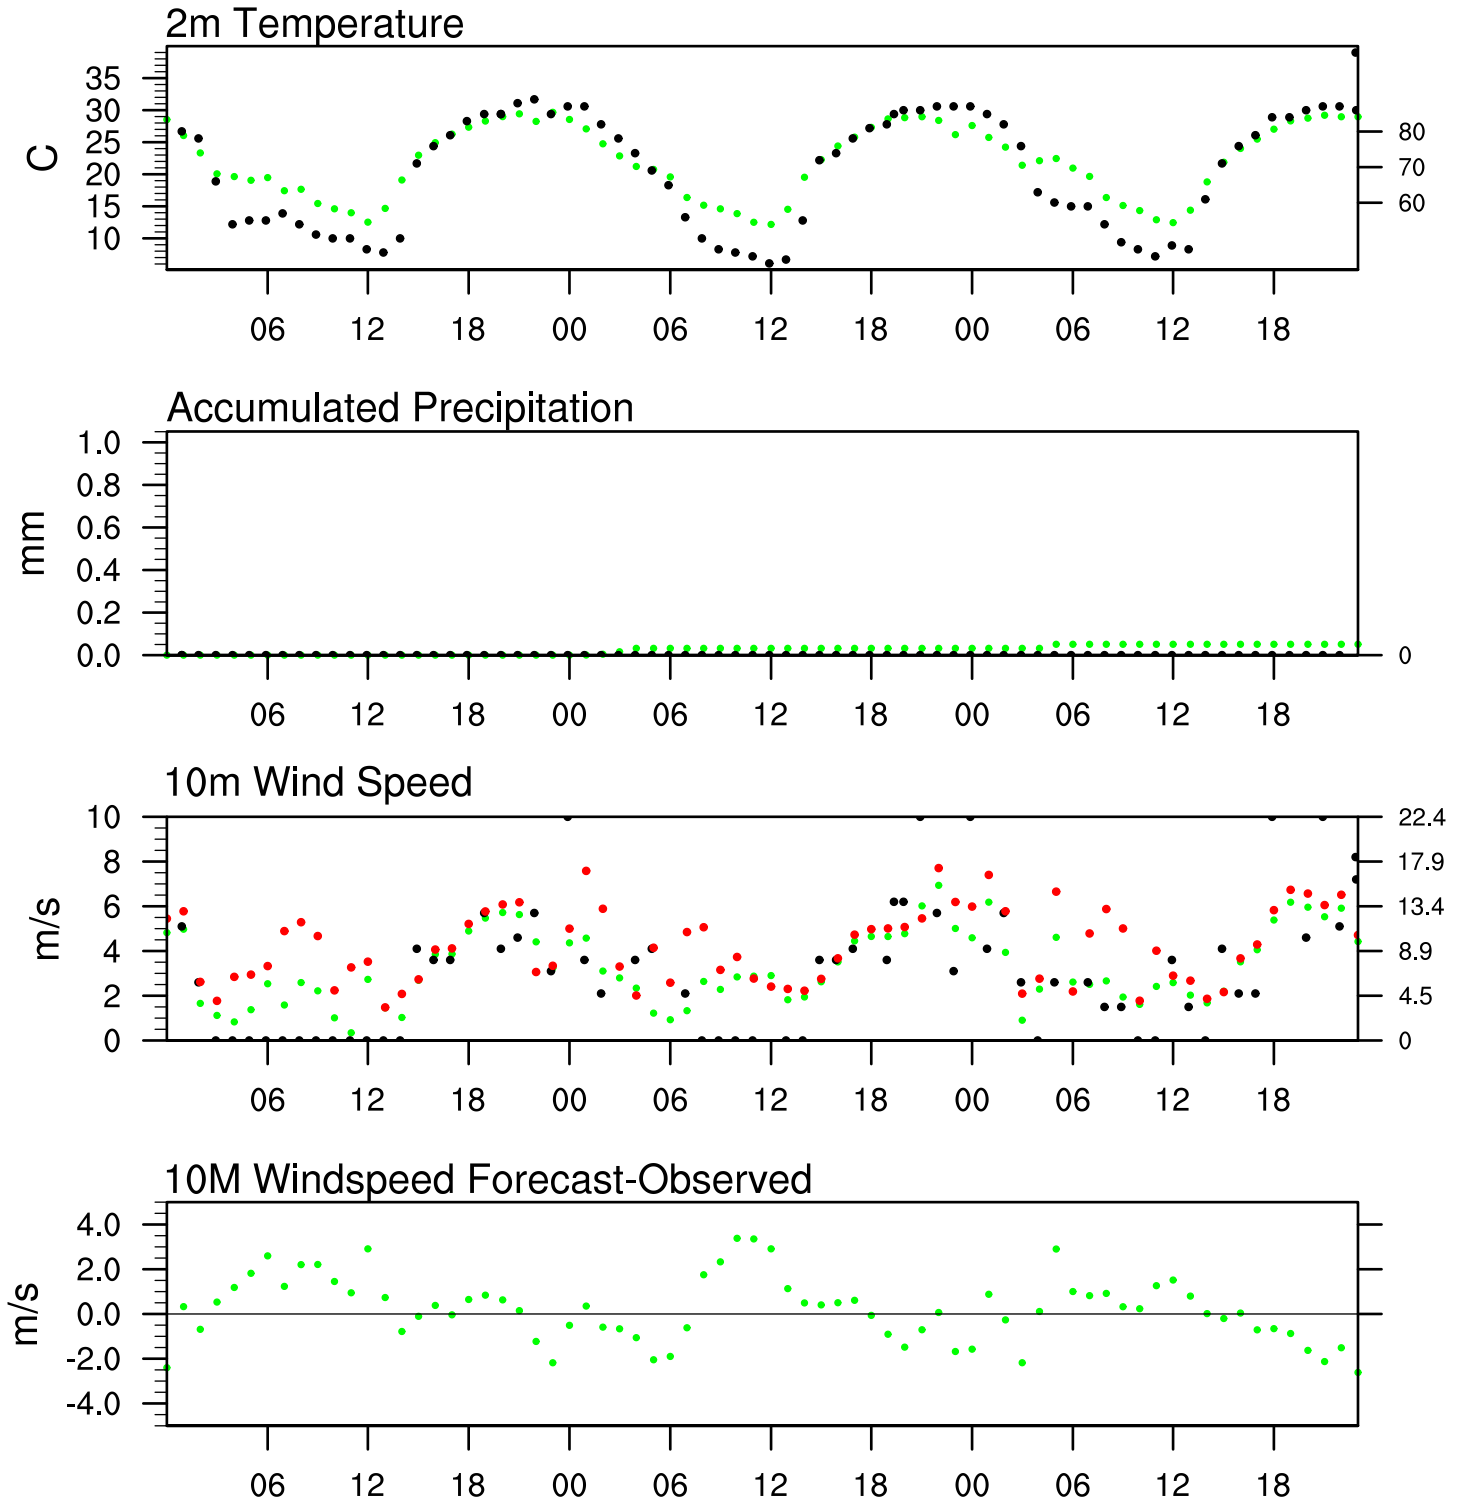 2m Temperature
35
30
25
20
15
10
C
80
70
60
06 12 18 00 06 12 18 00 06 12 18
Accumulated Precipitation
1.0
0.8
0.6
0.4
0.2
0.0
mm
0
06 12 18 00 06 12 18 00 06 12 18
10m Wind Speed
10
8
6
4
2
0
m/s
22.4
17.9
13.4
8.9
4.5
0
06 12 18 00 06 12 18 00 06 12 18
10M Windspeed Forecast-Observed
4.0
2.0
0.0
-2.0
-4.0
m/s
06 12 18 00 06 12 18 00 06 12 18